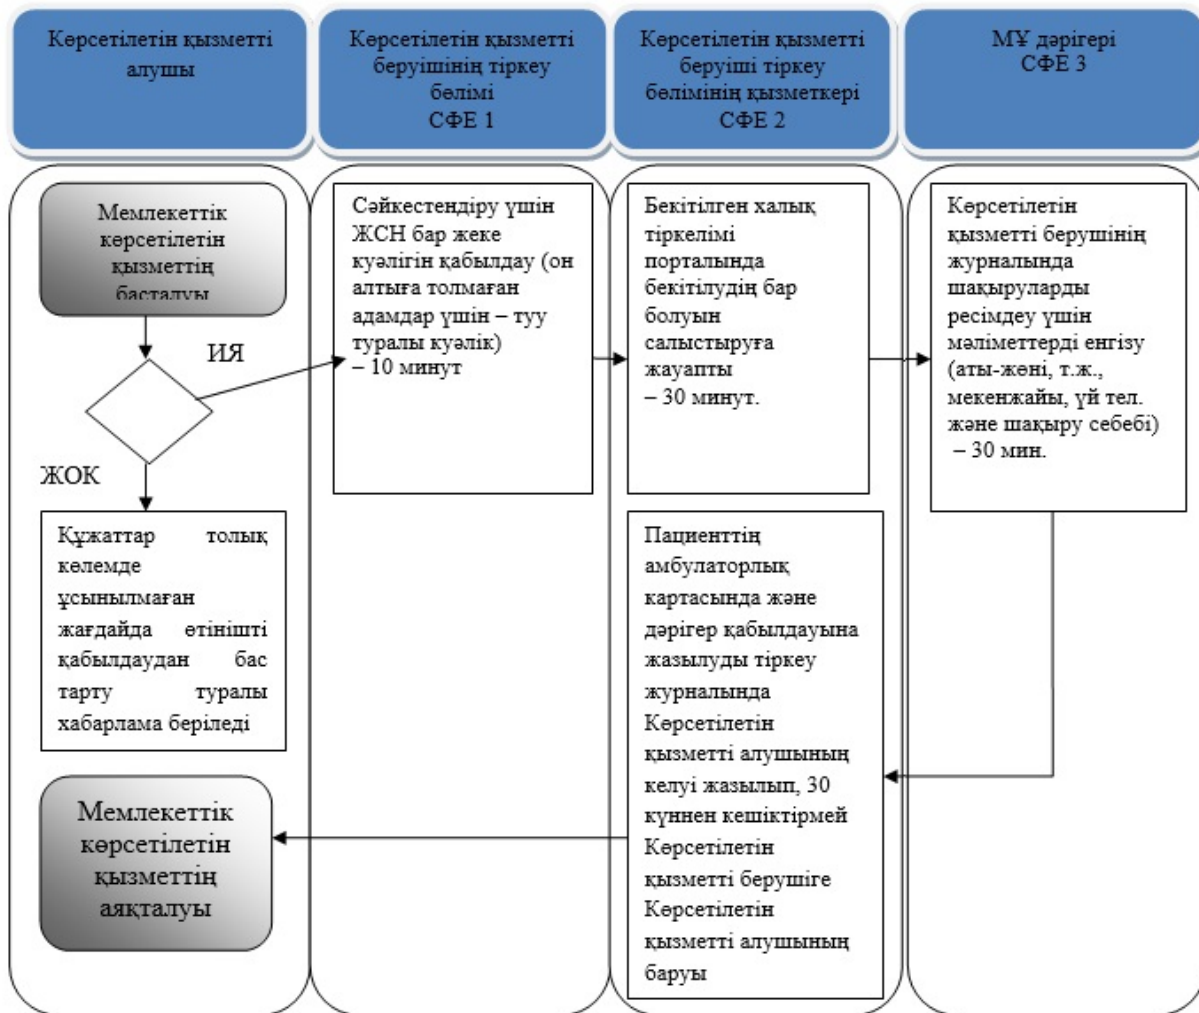 Көрсетілетін қызметті
алушы
Көрсетілетін қызметті
беруішінің тіркеу
бөлімі
СФЕ 1
Көрсетілетін қызметті
беруіші тіркеу
бөлімінің қызметкері
СФЕ 2
МҰ дәрігері
СФЕ 3
Мемлекеттік
көрсетілетін
қызметтің
басталуы
ИЯ
ЖОК
Құжаттар толық
көлемде
ұсынылмаған
жағдайда өтінішті
қабылдаудан бас
тарту туралы
хабарлама беріледі
Мемлекеттік
көрсетілетін
қызметтің
аяқталуы
Сәйкестендіру үшін
ЖСН бар жеке
куәлігін қабылдау (он
алтыға толмаған
адамдар үшін – туу
туралы куәлік)
– 10 минут
Бекітілген халық
тіркелімі
порталында
бекітілудің бар
болуын
салыстыруға
жауапты
– 30 минут.
Көрсетілетін
қызметті берушінің
журналында
шақыруларды
ресімдеу үшін
мәліметтерді енгізу
(аты-жөні, т.ж.,
мекенжайы, үй тел.
және шақыру себебі)
– 30 мин.
Пациенттің
амбулаторлық
картасында және
дәрігер қабылдауына
жазылуды тіркеу
журналында
Көрсетілетін
қызметті алушының
келуі жазылып, 30
күннен кешіктірмей
Көрсетілетін
қызметті берушіге
Көрсетілетін
қызметті алушының
баруы